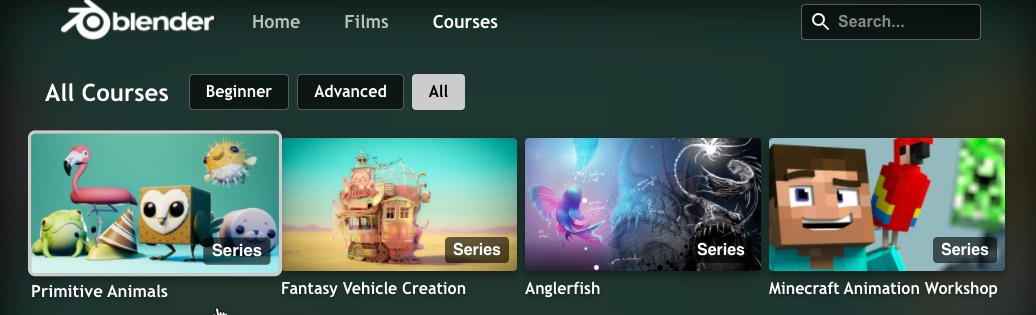 blender Home Films Courses Search...
All Courses Beginner Advanced All
Series Series Series Series
Primitive Animals Fantasy Vehicle Creation Anglerfish Minecraft Animation Workshop